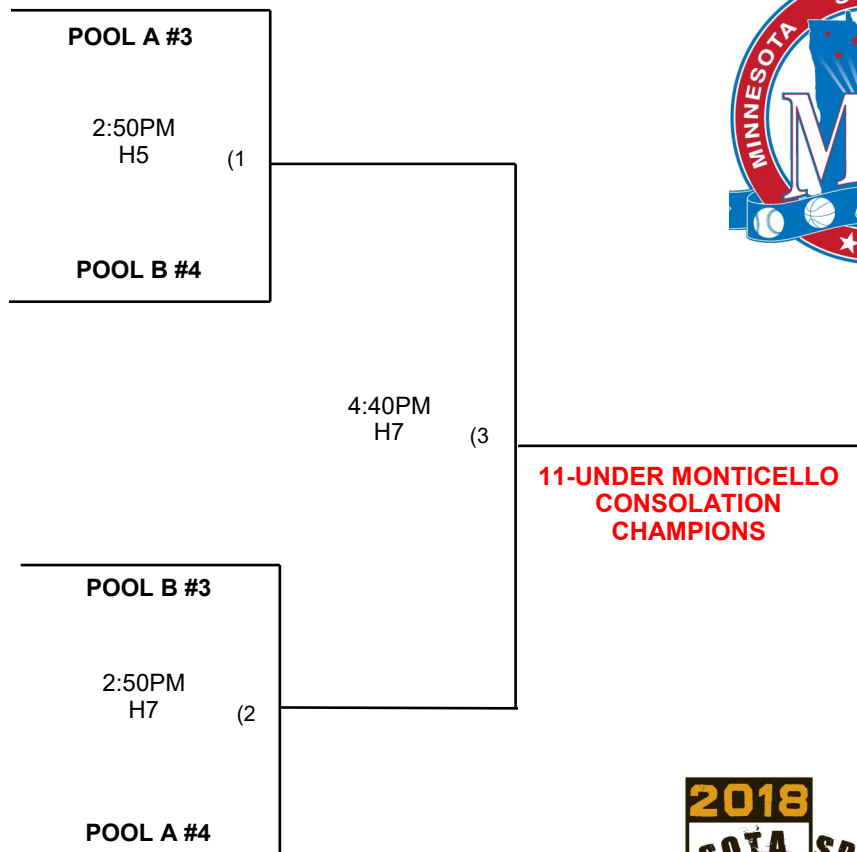 POOL A #3
2:50PM
H5
(1
POOL B #4
4:40PM
H7
(3
11-UNDER MONTICELLO
CONSOLATION
CHAMPIONS
POOL B #3
2:50PM
H7
(2
POOL A #4
MINNESOTA
M
2018